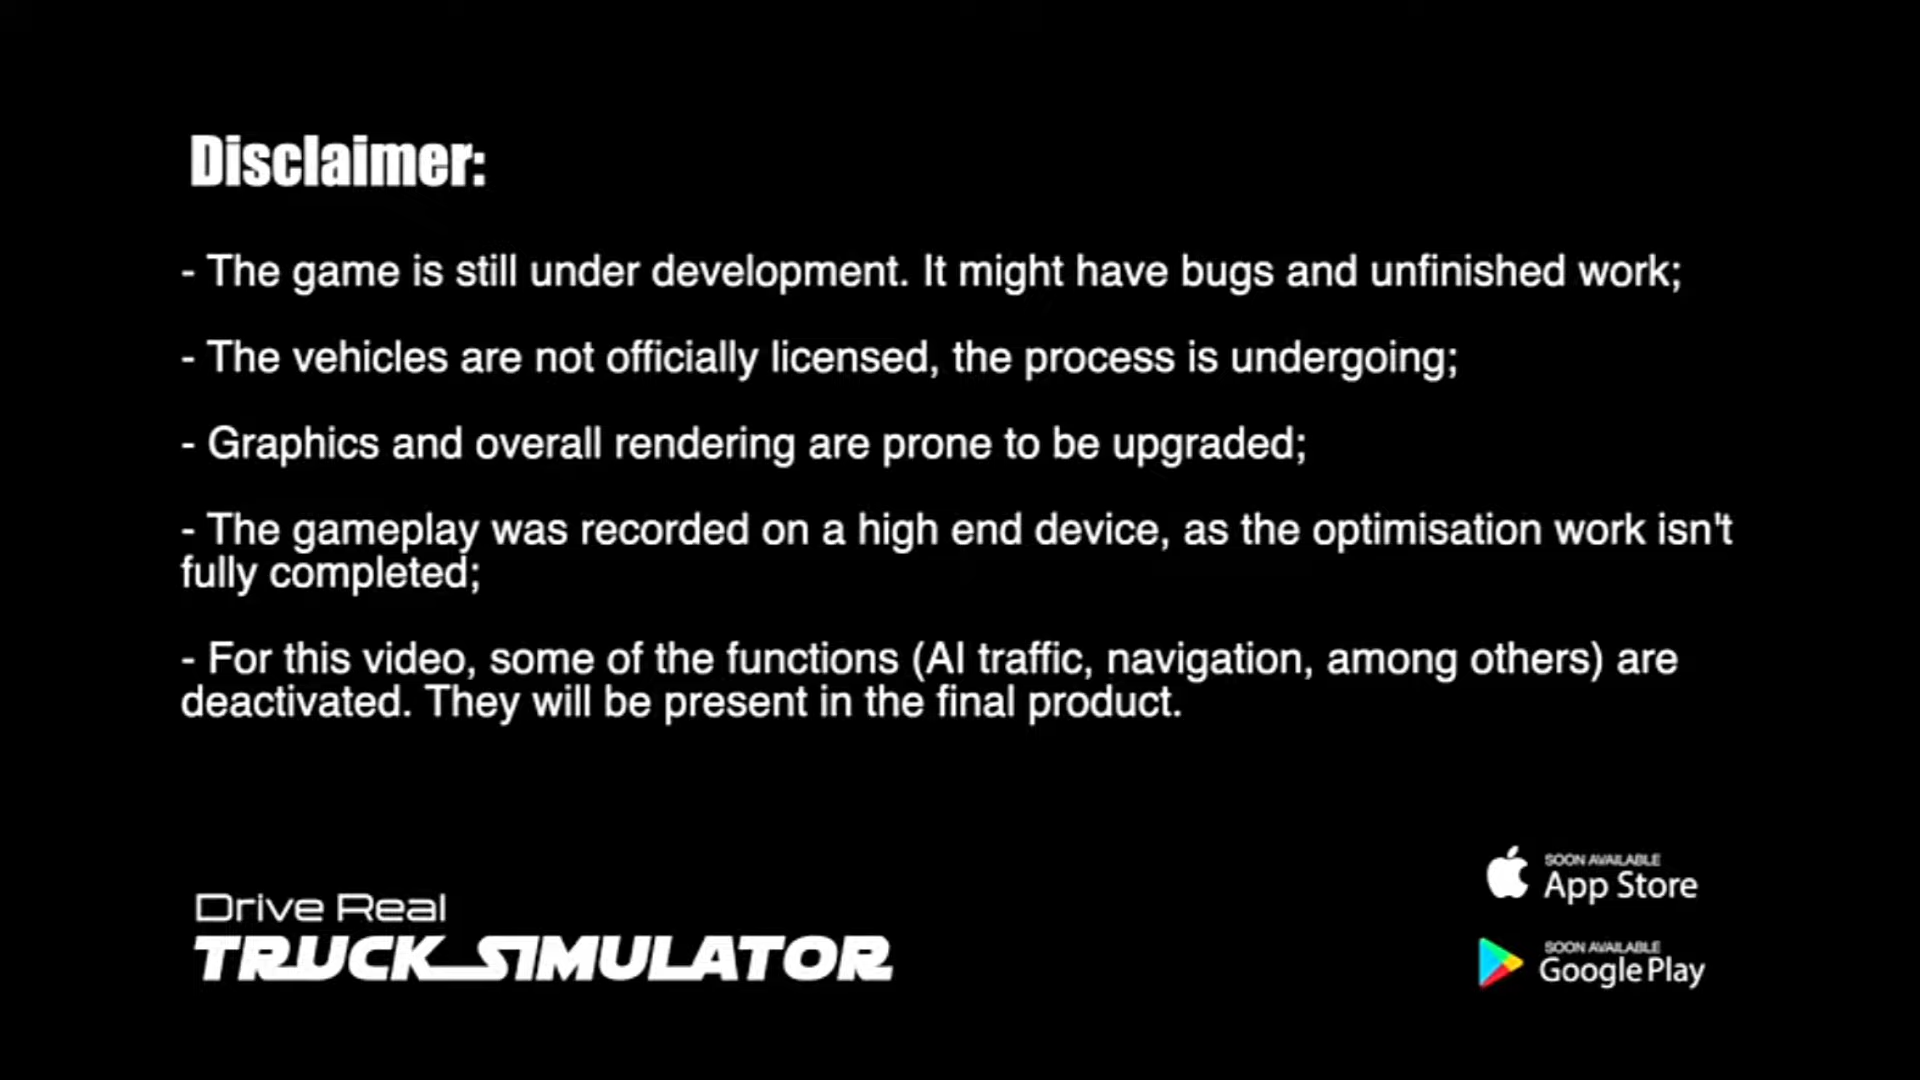 Disclaimer:
- The game is still under development. It might have bugs and unfinished work;
- The vehicles are not officially licensed, the process is undergoing;
- Graphics and overall rendering are prone to be upgraded;
- The gameplay was recorded on a high end device, as the optimisation work isn't
fully completed;
- For this video, some of the functions (AI traffic, navigation, among others) are
deactivated. They will be present in the final product.
Drive Real
TRUCK SIMULATOR
SOON AVAILABLE
App Store
SOON AVAILABLE
Google Play